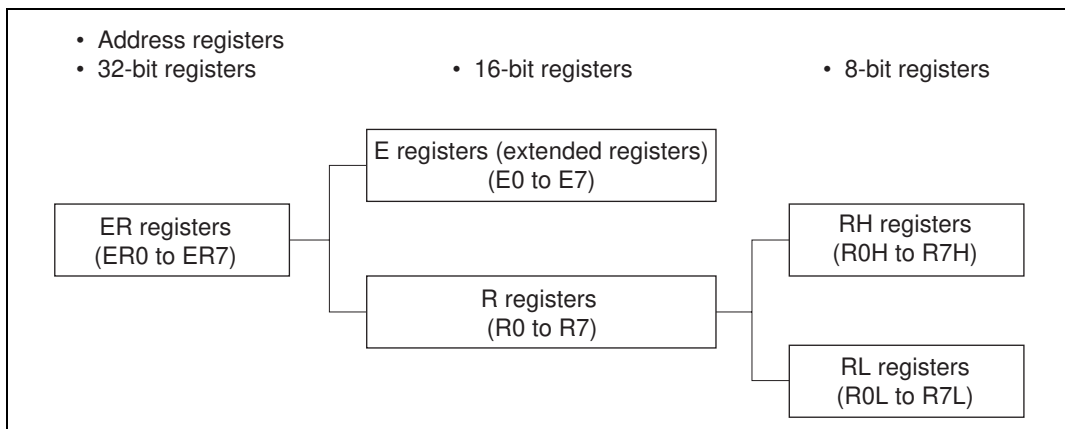 • Address registers
• 32-bit registers
• 16-bit registers
• 8-bit registers
E registers (extended registers)
(E0 to E7)
ER registers
(ER0 to ER7)
RH registers
(R0H to R7H)
R registers
(R0 to R7)
RL registers
(R0L to R7L)